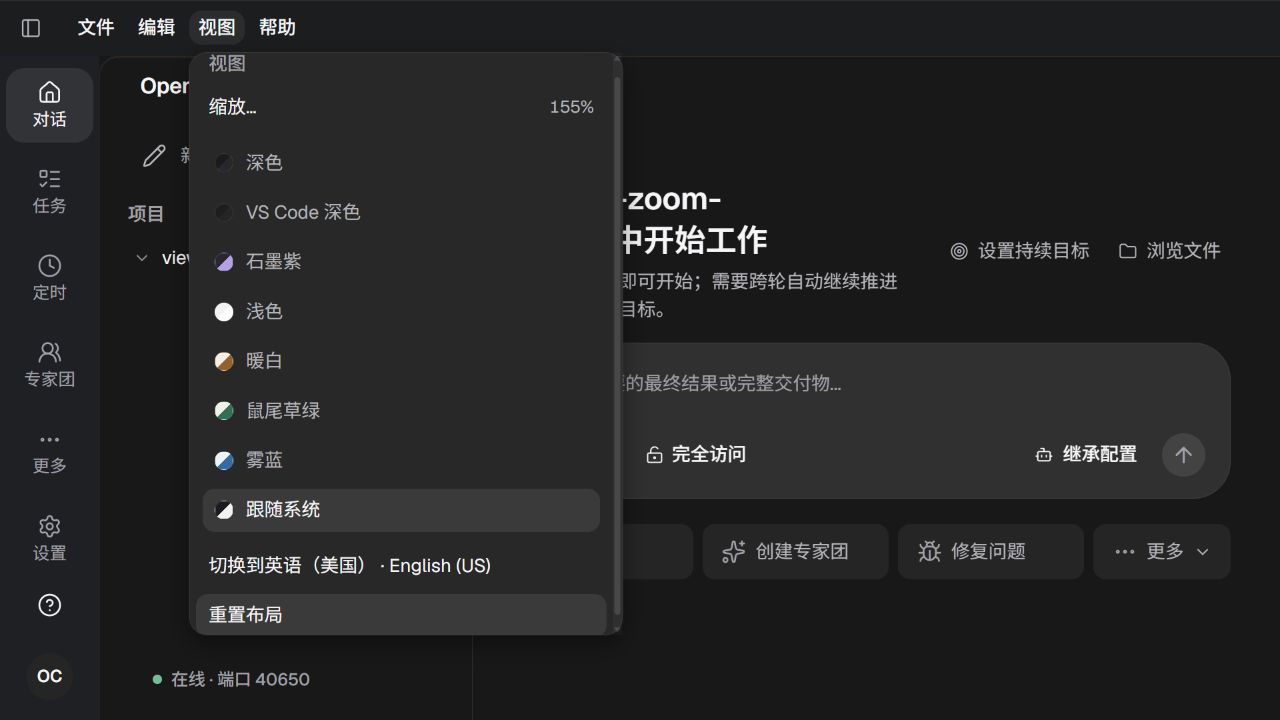 文件 编辑 视图 帮助
对话
任务
定时
专家团
更多
设置
OC
Oper
项目
视图
缩放... 155%
深色
VS Code 深色
石墨紫
浅色
暖白
鼠尾草绿
雾蓝
跟随系统
切换到英语（美国） · English (US)
重置布局
在线 · 端口 40650
-zoom-
中开始工作
即可开始；需要跨轮自动继续推进
目标。
设置持续目标 浏览文件
的最终结果或完整交付物...
完全访问 继承配置
创建专家团 修复问题 更多